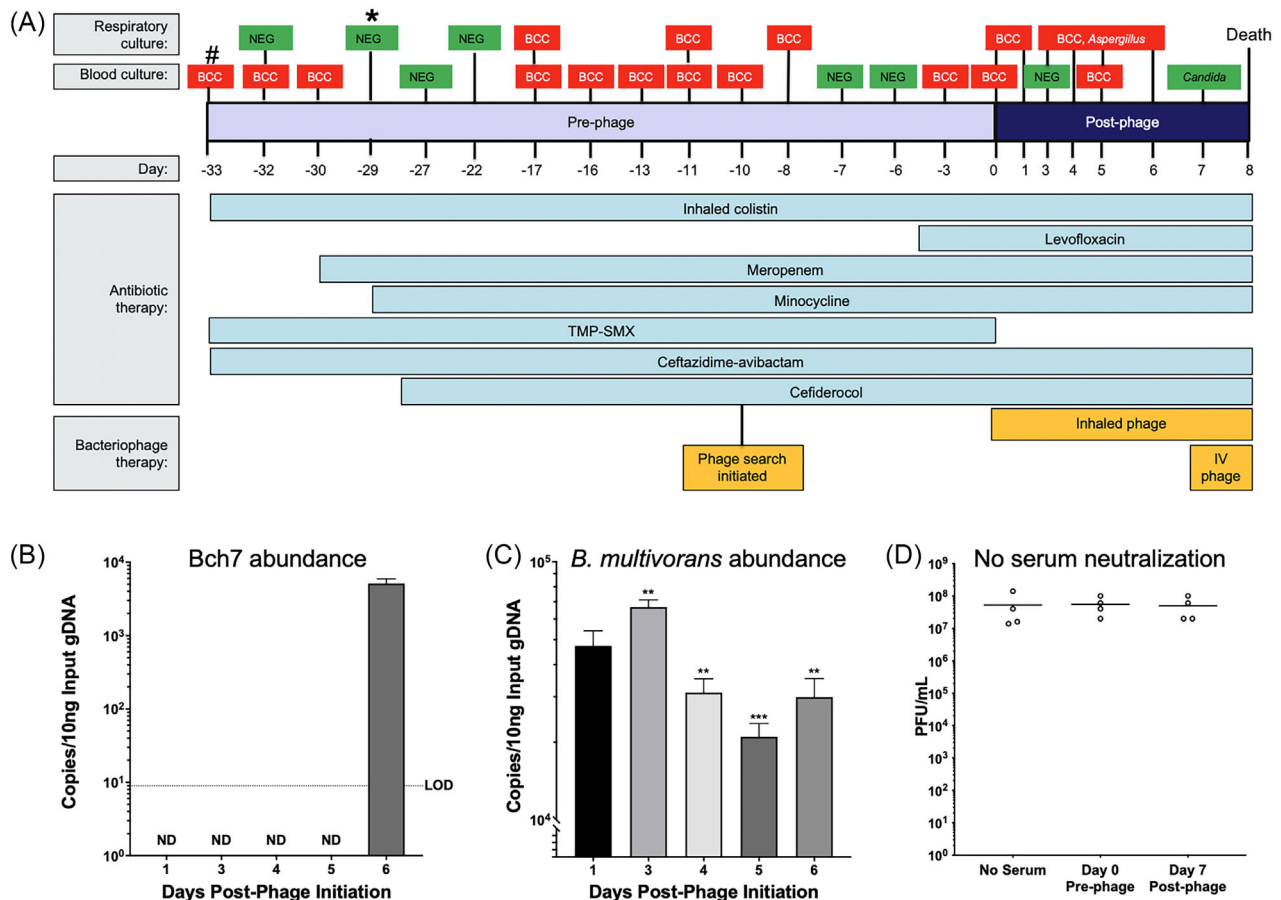 (A)
Respiratory
culture:
NEG
*
NEG
NEG
BCC
BCC
BCC
BCC
BCC, Aspergillus
Death
#
Blood culture:
BCC
BCC
BCC
NEG
BCC
BCC
BCC
BCC
BCC
NEG
NEG
BCC
BCC
NEG
BCC
Candida
Pre-phage
Post-phage
Day:
-33 -32 -30 -29 -27 -22 -17 -16 -13 -11 -10 -8 -7 -6 -3 0 1 3 4 5 6 7 8
Antibiotic
therapy:
Inhaled colistin
Levofloxacin
Meropenem
Minocycline
TMP-SMX
Ceftazidime-avibactam
Cefiderocol
Bacteriophage
therapy:
Inhaled phage
Phage search
initiated
IV
phage
(B)
Bch7 abundance
Copies/10ng Input gDNA
10⁴
10³
10²
10¹
10⁰
LOD
ND ND ND ND
1 3 4 5 6
Days Post-Phage Initiation
(C)
B. multivorans abundance
Copies/10ng Input gDNA
10⁵
10⁴
**
**
***
**
1 3 4 5 6
Days Post-Phage Initiation
(D)
No serum neutralization
PFU/mL
10⁹
10⁸
10⁷
10⁶
10⁵
10⁴
10³
10²
10¹
10⁰
No Serum
Day 0
Pre-phage
Day 7
Post-phage